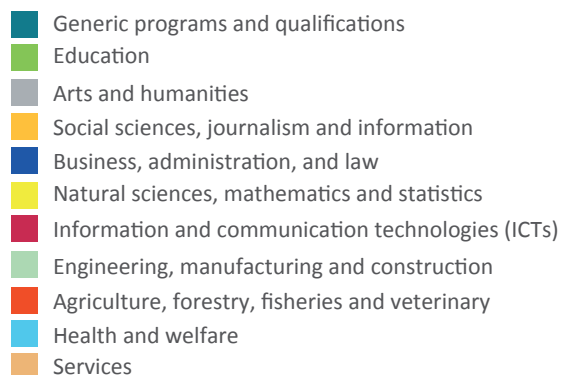 Generic programs and qualifications
Education
Arts and humanities
Social sciences, journalism and information
Business, administration, and law
Natural sciences, mathematics and statistics
Information and communication technologies (ICTs)
Engineering, manufacturing and construction
Agriculture, forestry, fisheries and veterinary
Health and welfare
Services